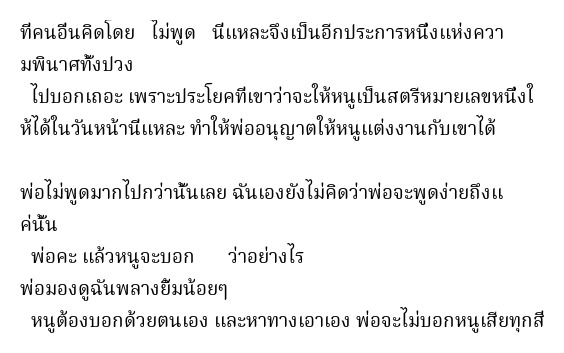 ที่คนอื่นคิดโดย ไม่พูด นี่แหละจึงเป็นอีกประการหนึ่งแห่งควา
มพินาศทั้งปวง
ไปบอกเถอะ เพราะประโยคที่เขาว่าจะให้หนูเป็นสตรีหมายเลขหนึ่งใ
ห้ได้ในวันหน้านี่แหละ ทำให้พ่ออนุญาตให้หนูแต่งงานกับเขาได้
พ่อไม่พูดมากไปกว่านั้นเลย ฉันเองยังไม่คิดว่าพ่อจะพูดง่ายถึงแ
ค่นั้น
พ่อคะ แล้วหนูจะบอก ว่าอย่างไร
พ่อมองดูฉันพลางยิ้มน้อยๆ
หนูต้องบอกด้วยตนเอง และหาทางเอาเอง พ่อจะไม่บอกหนูเสียทุกสิ่